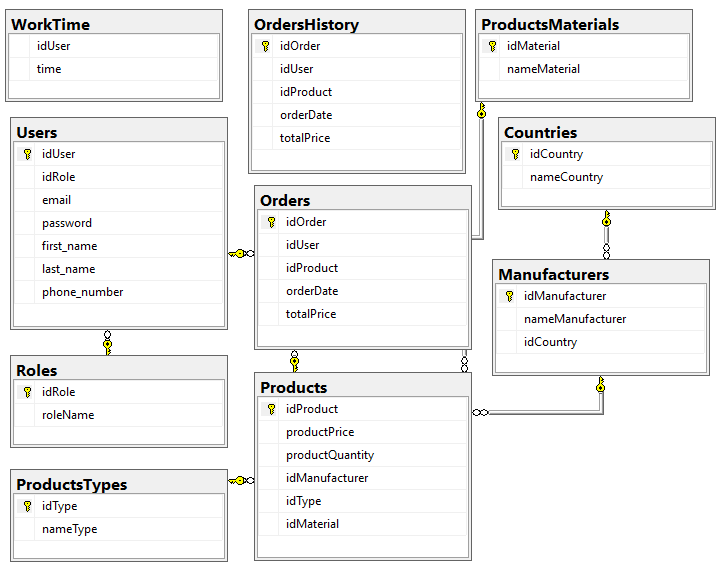 WorkTime
idUser
time
OrdersHistory
idOrder
idUser
idProduct
orderDate
totalPrice
ProductsMaterials
idMaterial
nameMaterial
Users
idUser
idRole
email
password
first_name
last_name
phone_number
Countries
idCountry
nameCountry
Orders
idOrder
idUser
idProduct
orderDate
totalPrice
Manufacturers
idManufacturer
nameManufacturer
idCountry
Roles
idRole
roleName
Products
idProduct
productPrice
productQuantity
idManufacturer
idType
idMaterial
ProductsTypes
idType
nameType